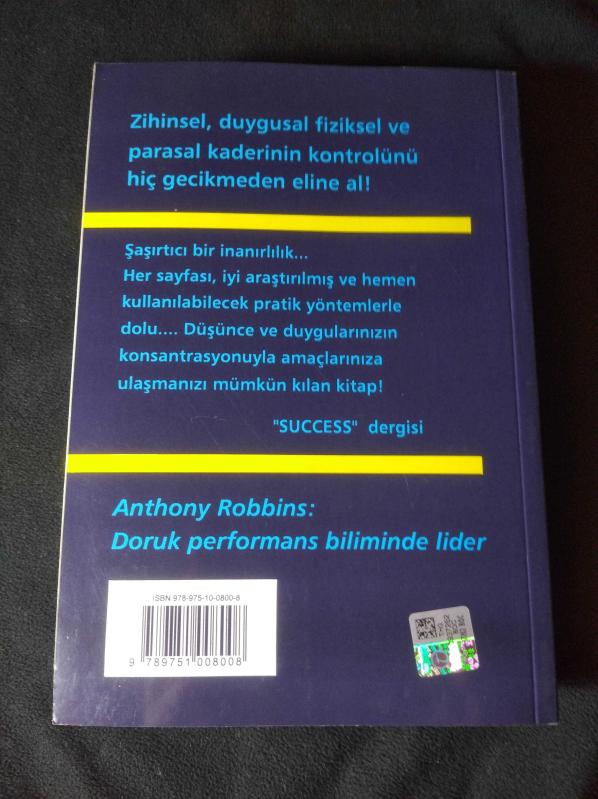 Zihinsel, duygusal fiziksel ve
parasal kaderinin kontrolünü
hiç gecikmeden eline al!
Şaşırtıcı bir inanırlılık...
Her sayfası, iyi araştırılmış ve hemen
kullanılabilecek pratik yöntemlerle
dolu.... Düşünce ve duygularınızın
konsantrasyonuyla amaçlarınıza
ulaşmanızı mümkün kılan kitap!
"SUCCESS" dergisi
Anthony Robbins:
Doruk performans biliminde lider
ISBN 978-975-10-0800-8
9 789751 008008